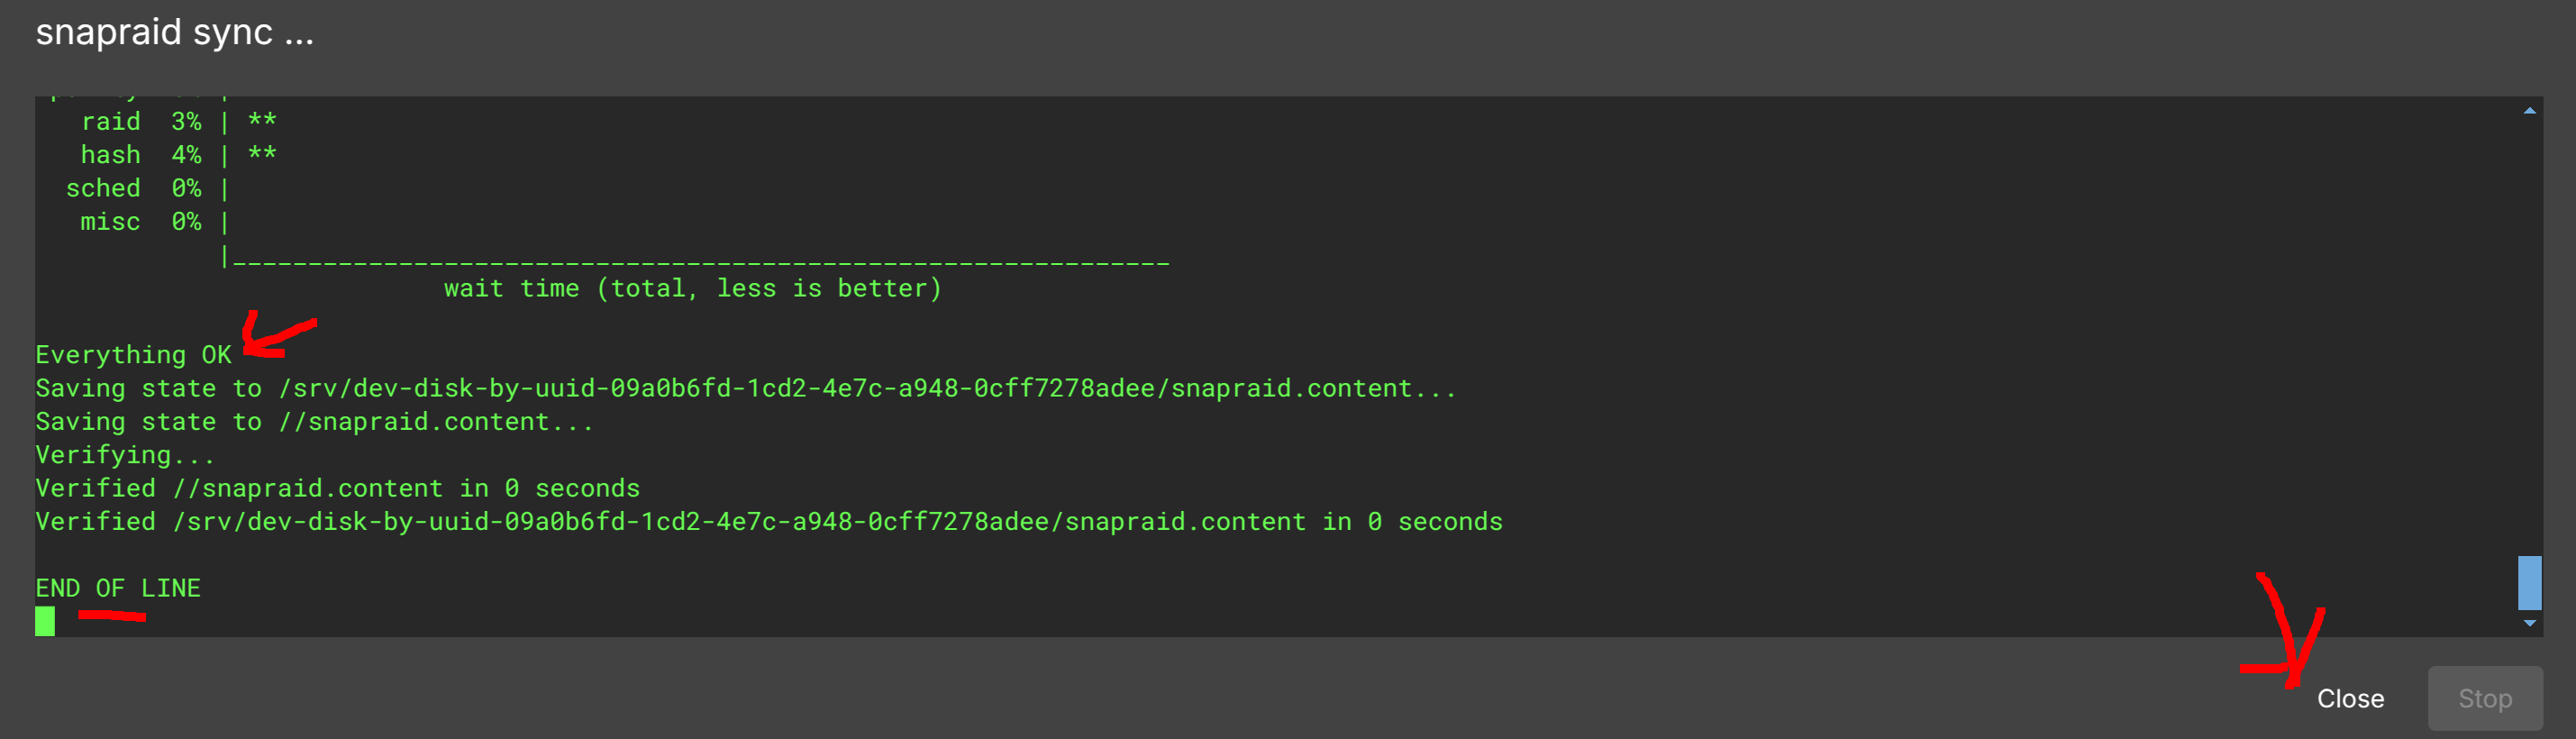 snapraid sync ...
raid 3% | **
hash 4% | **
sched 0% |
misc 0% |
|______________________________________________________________
wait time (total, less is better)
Everything OK
Saving state to /srv/dev-disk-by-uuid-09a0b6fd-1cd2-4e7c-a948-0cff7278adee/snapraid.content...
Saving state to //snapraid.content...
Verifying...
Verified //snapraid.content in 0 seconds
Verified /srv/dev-disk-by-uuid-09a0b6fd-1cd2-4e7c-a948-0cff7278adee/snapraid.content in 0 seconds
END OF LINE
Close Stop